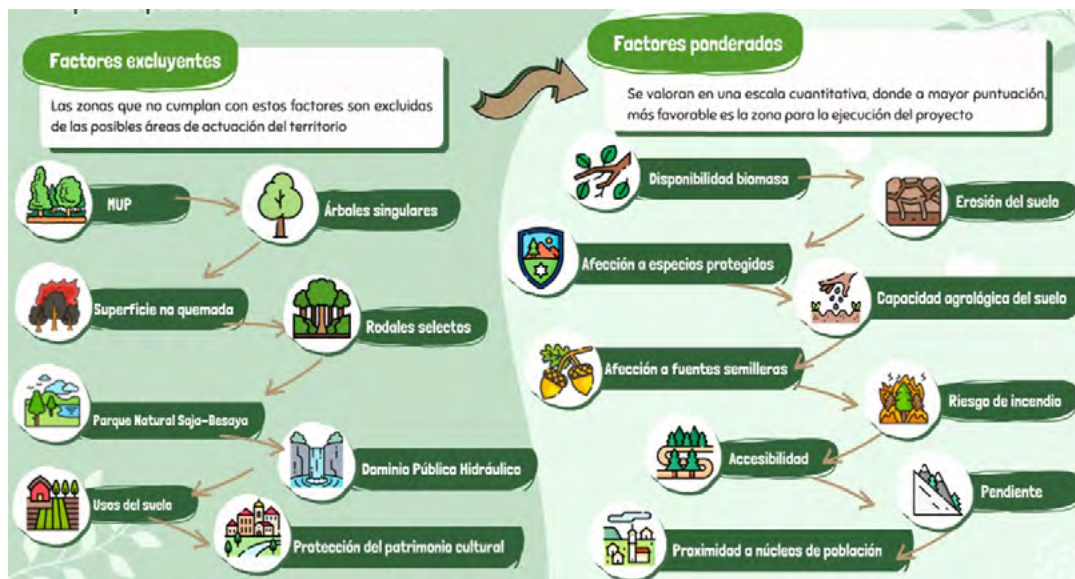 Factores excluyentes
Las zonas que no cumplan con estos factores son excluidas
de las posibles áreas de actuación del territorio
MUP
Árboles singulares
Superficie no quemada
Rodales selectos
Parque Natural Saja-Besaya
Dominio Público Hidráulico
Usos del suelo
Protección del patrimonio cultural
Factores ponderados
Se valoran en una escala cuantitativa, donde a mayor puntuación,
más favorable es la zona para la ejecución del proyecto
Disponibilidad biomasa
Erosión del suelo
Afección a especios protegidos
Capacidad agrológica del suelo
Afección a fuentes semilleras
Riesgo de incendio
Accesibilidad
Pendiente
Proximidad a núcleos de población